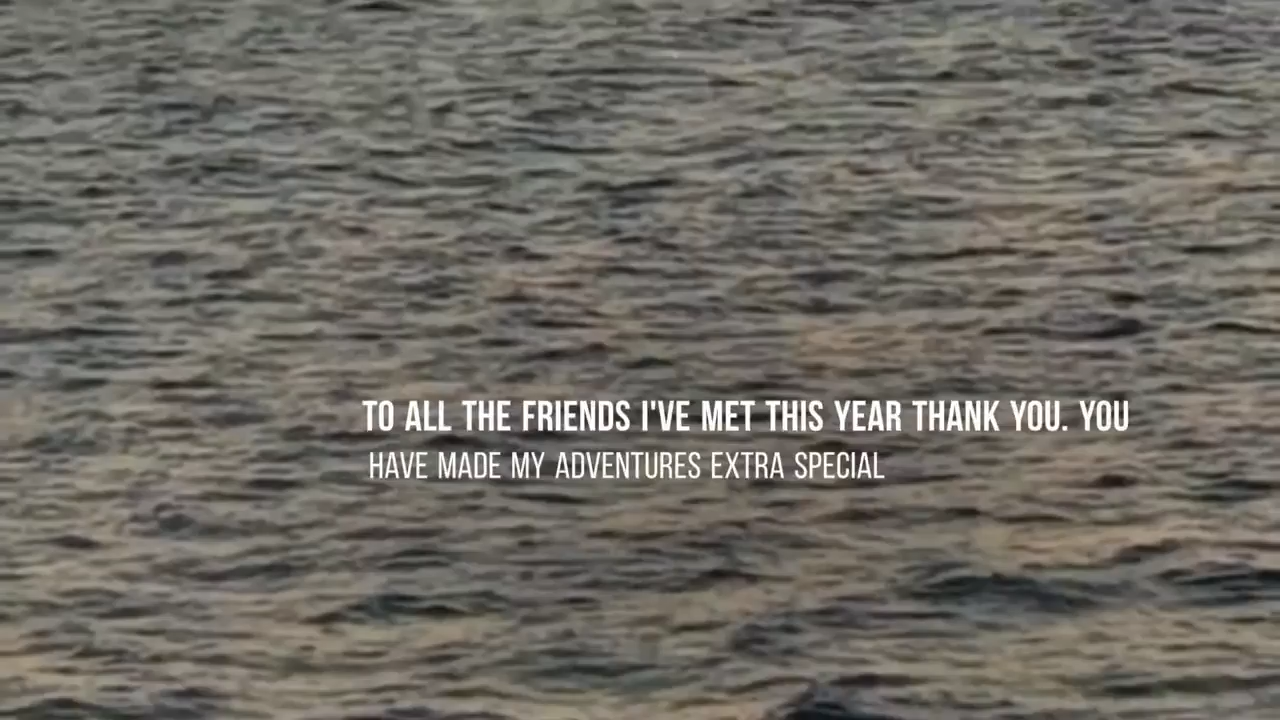 TO ALL THE FRIENDS I'VE MET THIS YEAR THANK YOU. YOU
HAVE MADE MY ADVENTURES EXTRA SPECIAL